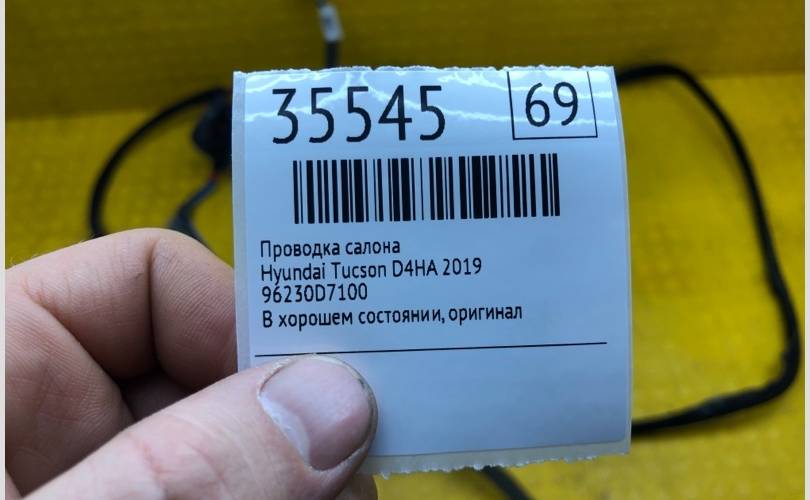 35545
69
Проводка салона
Hyundai Tucson D4HA 2019
96230D7100
В хорошем состоянии, оригинал